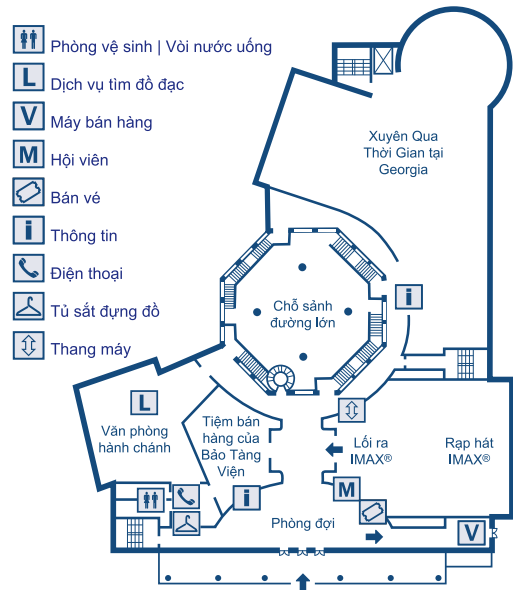 Phòng vệ sinh | Vòi nước uống
L Dịch vụ tìm đồ đạc
V Máy bán hàng
M Hội viên
Bán vé
i Thông tin
Điện thoại
Tủ sắt đựng đồ
Thang máy
Xuyên Qua
Thời Gian tại
Georgia
i
Chỗ sảnh
đường lớn
L
Văn phòng
hành chánh
Tiệm bán
hàng của
Bảo Tàng
Viện
Lối ra
IMAX®
Rạp hát
IMAX®
i
M
Phòng đợi
V